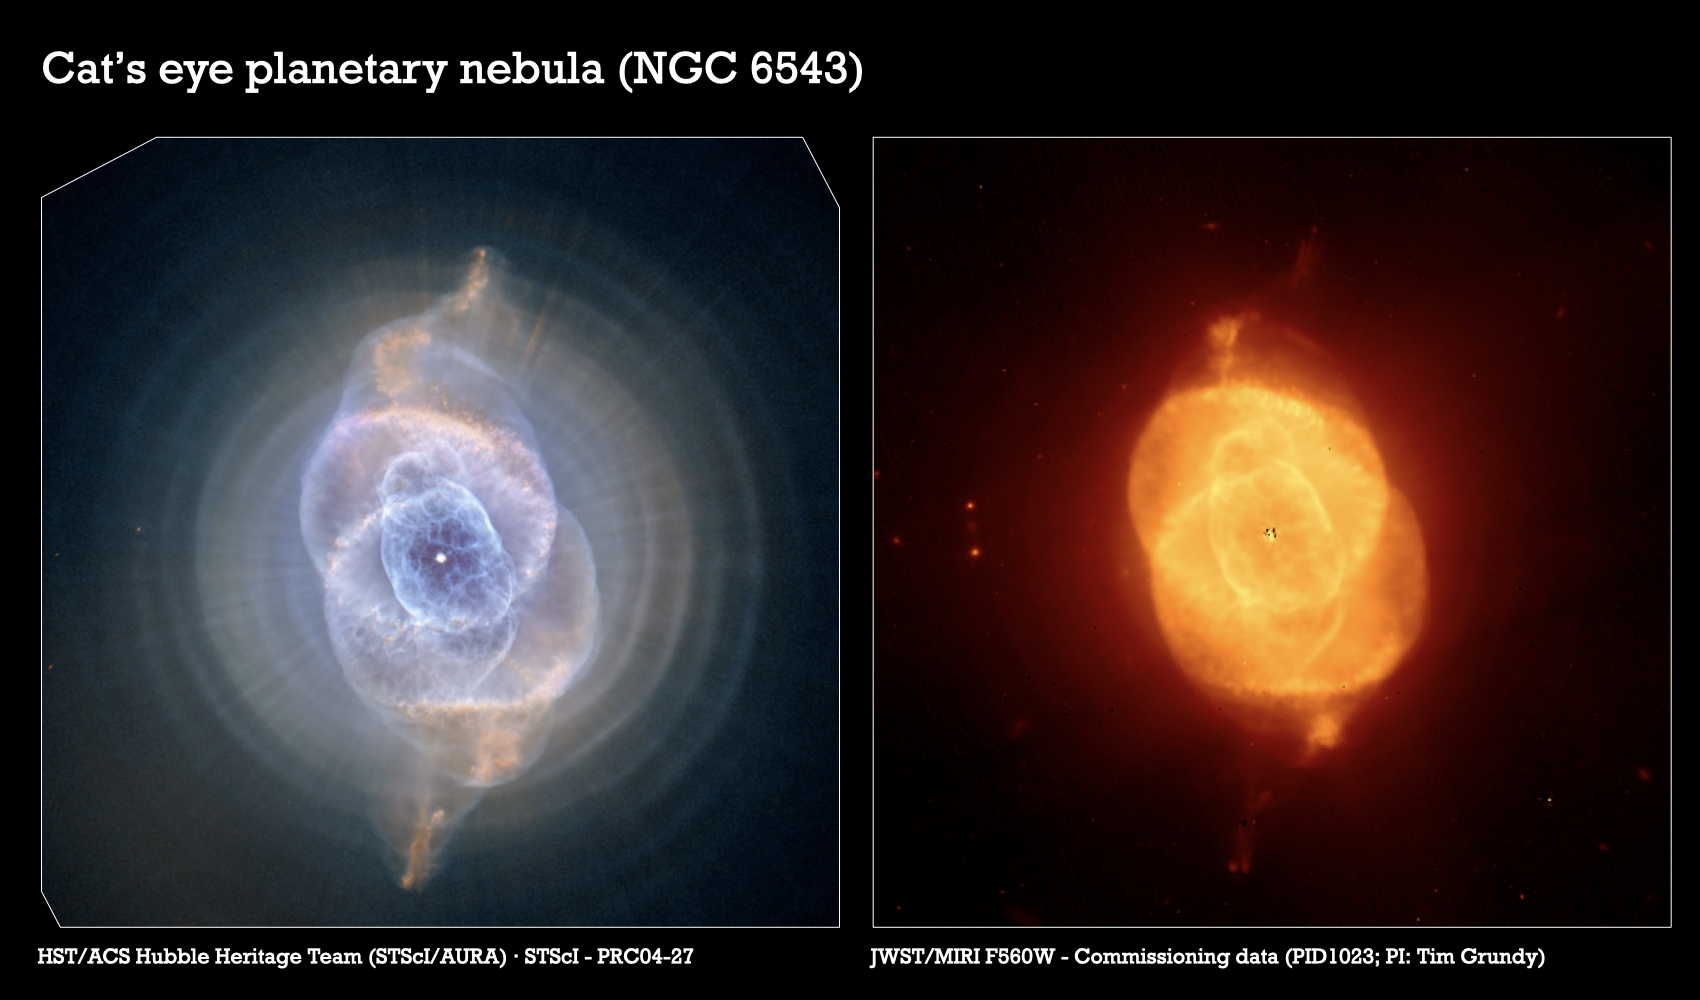 Cat’s eye planetary nebula (NGC 6543)
HST/ACS Hubble Heritage Team (STScI/AURA) · STScI - PRC04-27
JWST/MIRI F560W - Commissioning data (PID1023; PI: Tim Grundy)